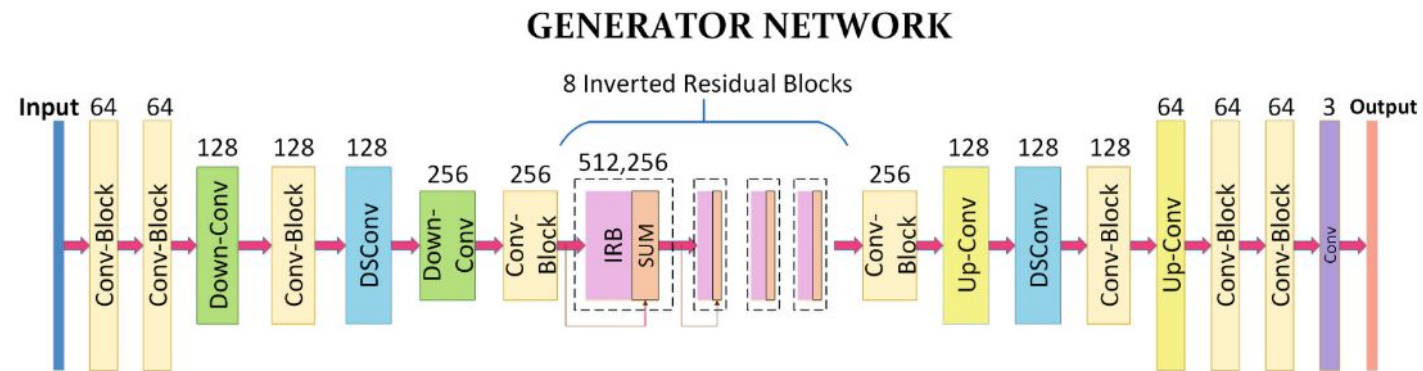 GENERATOR NETWORK
8 Inverted Residual Blocks
Input
64
64
128
128
128
256
256
512,256
256
128
128
128
64
64
64
3
Output
Conv-Block
Conv-Block
Down-Conv
Conv-Block
DSConv
Down-
Conv
Conv-
Block
IRB
SUM
Conv-
Block
Up-Conv
DSConv
Conv-Block
Up-Conv
Conv-Block
Conv-Block
Conv